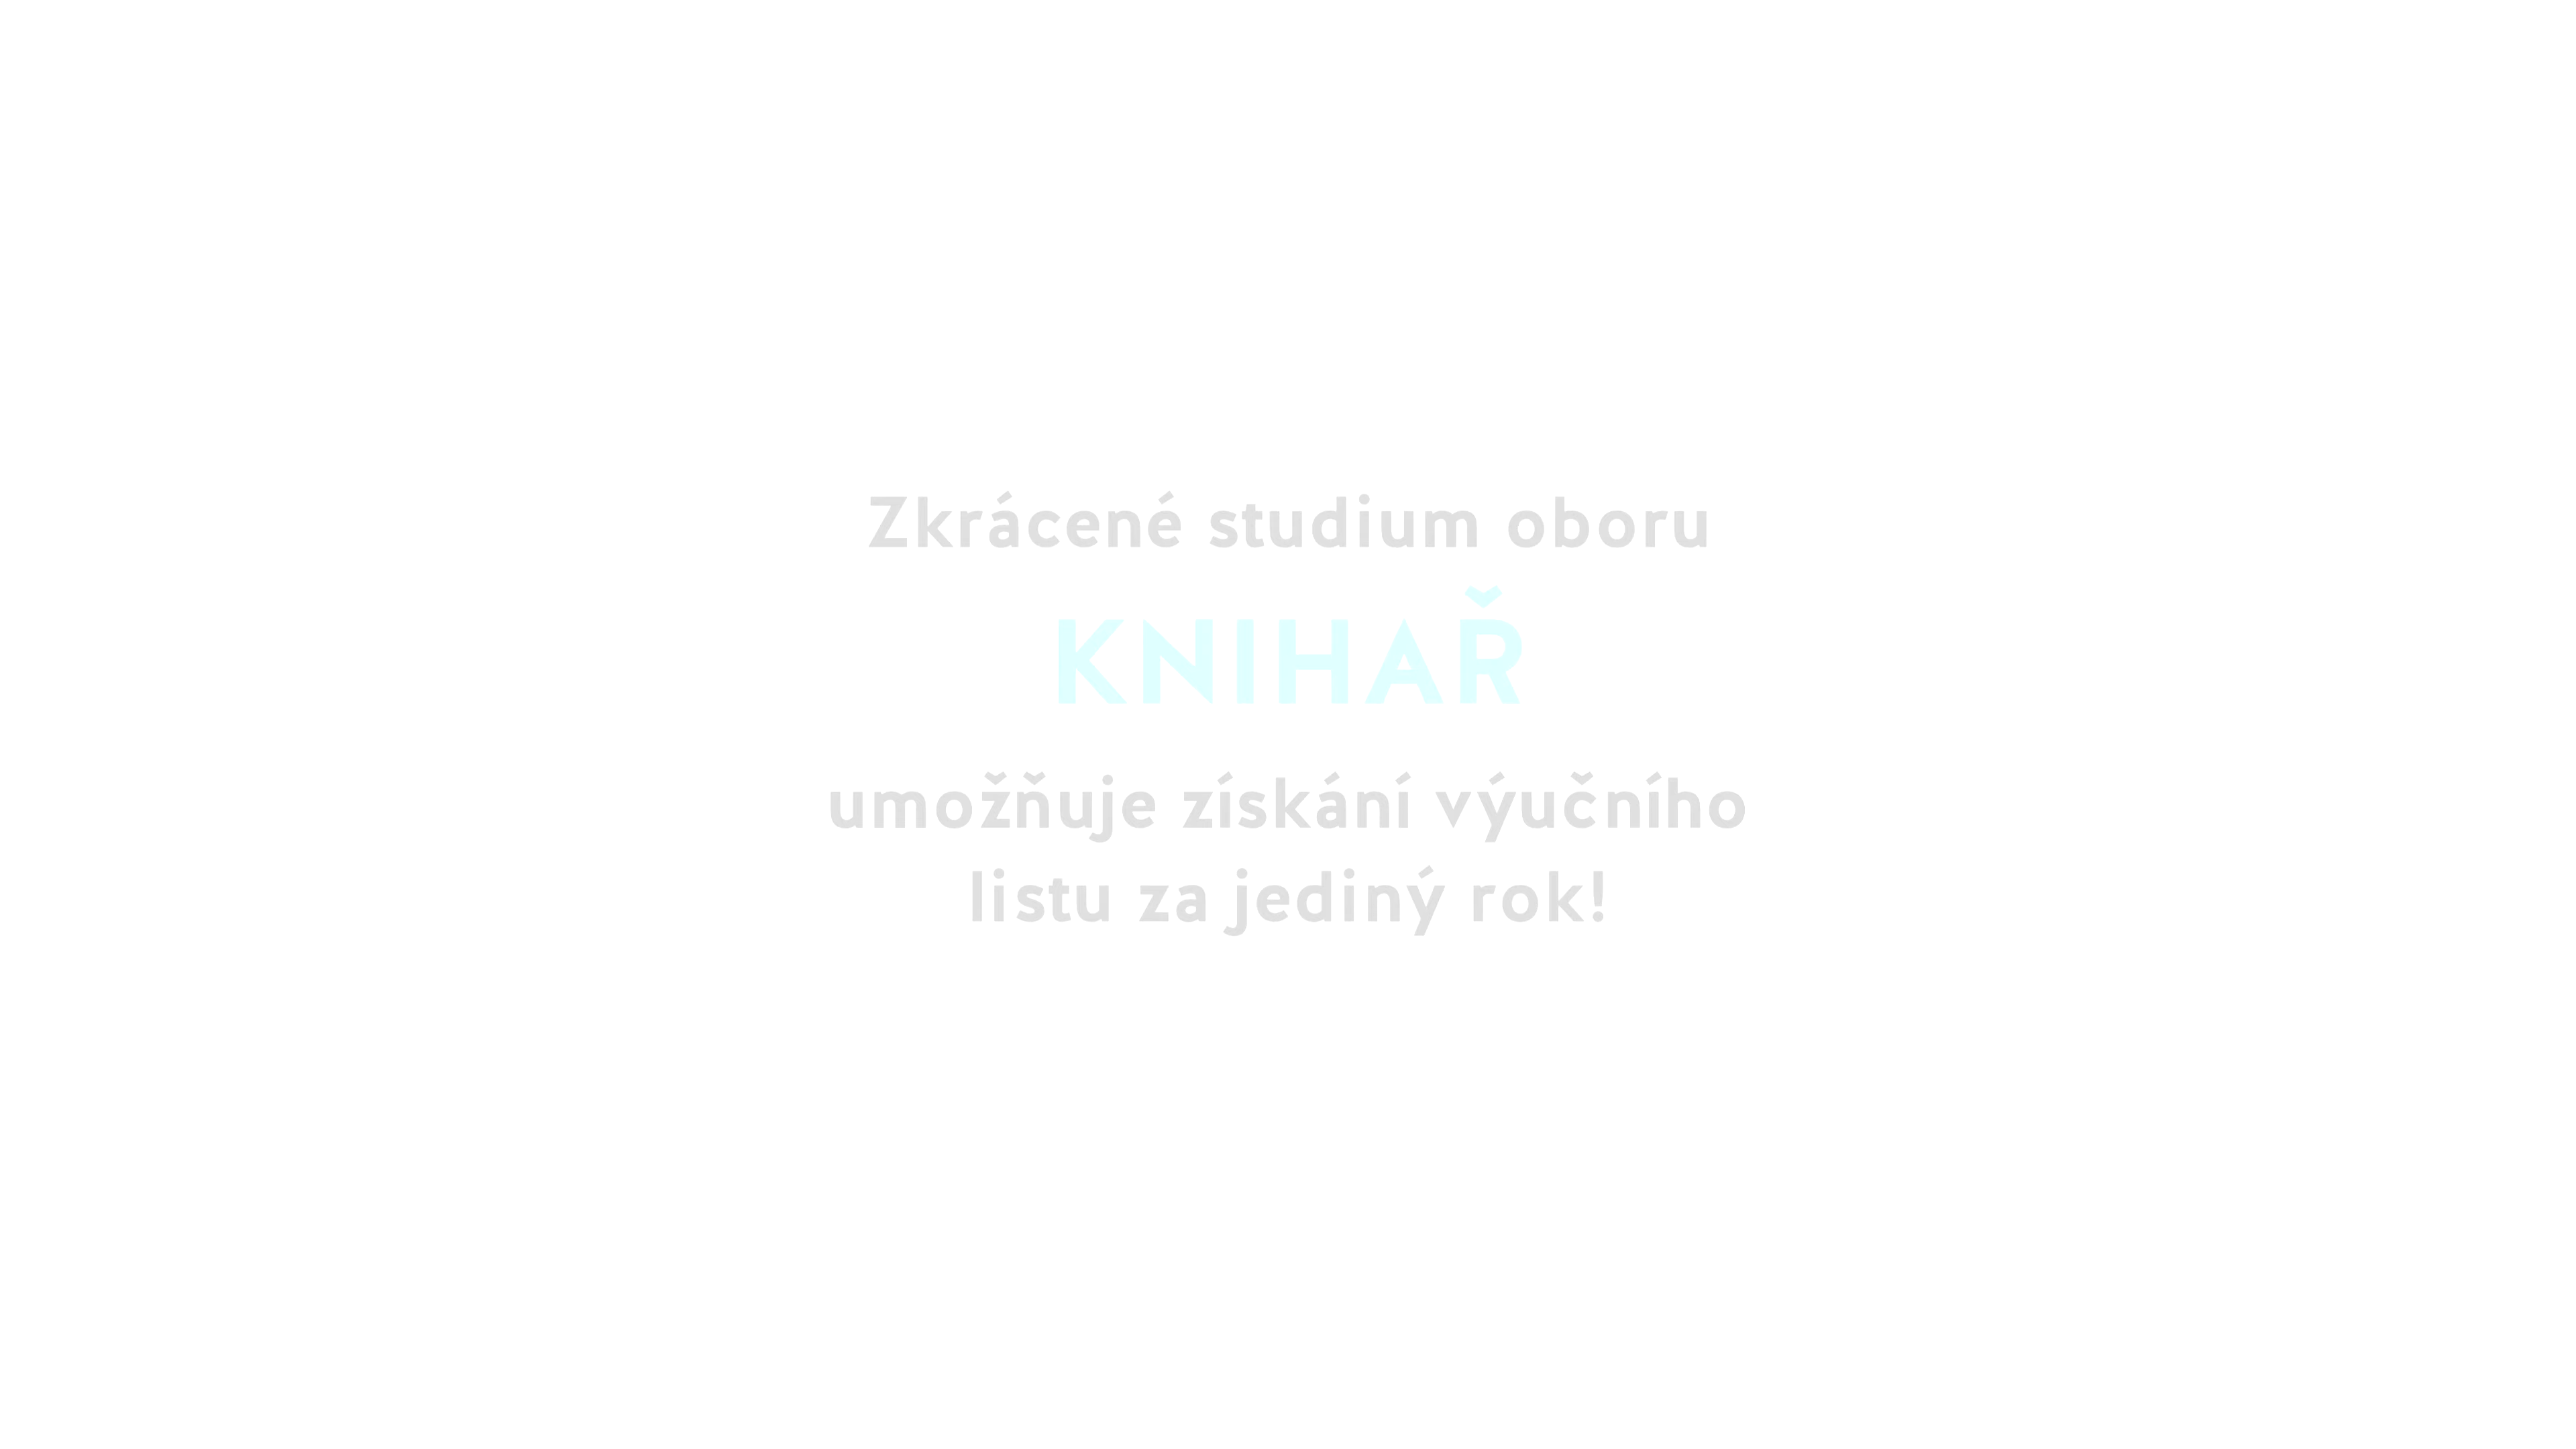 Zkrácené studium oboru
KNIHAŘ
umožňuje získání výučního
listu za jediný rok!